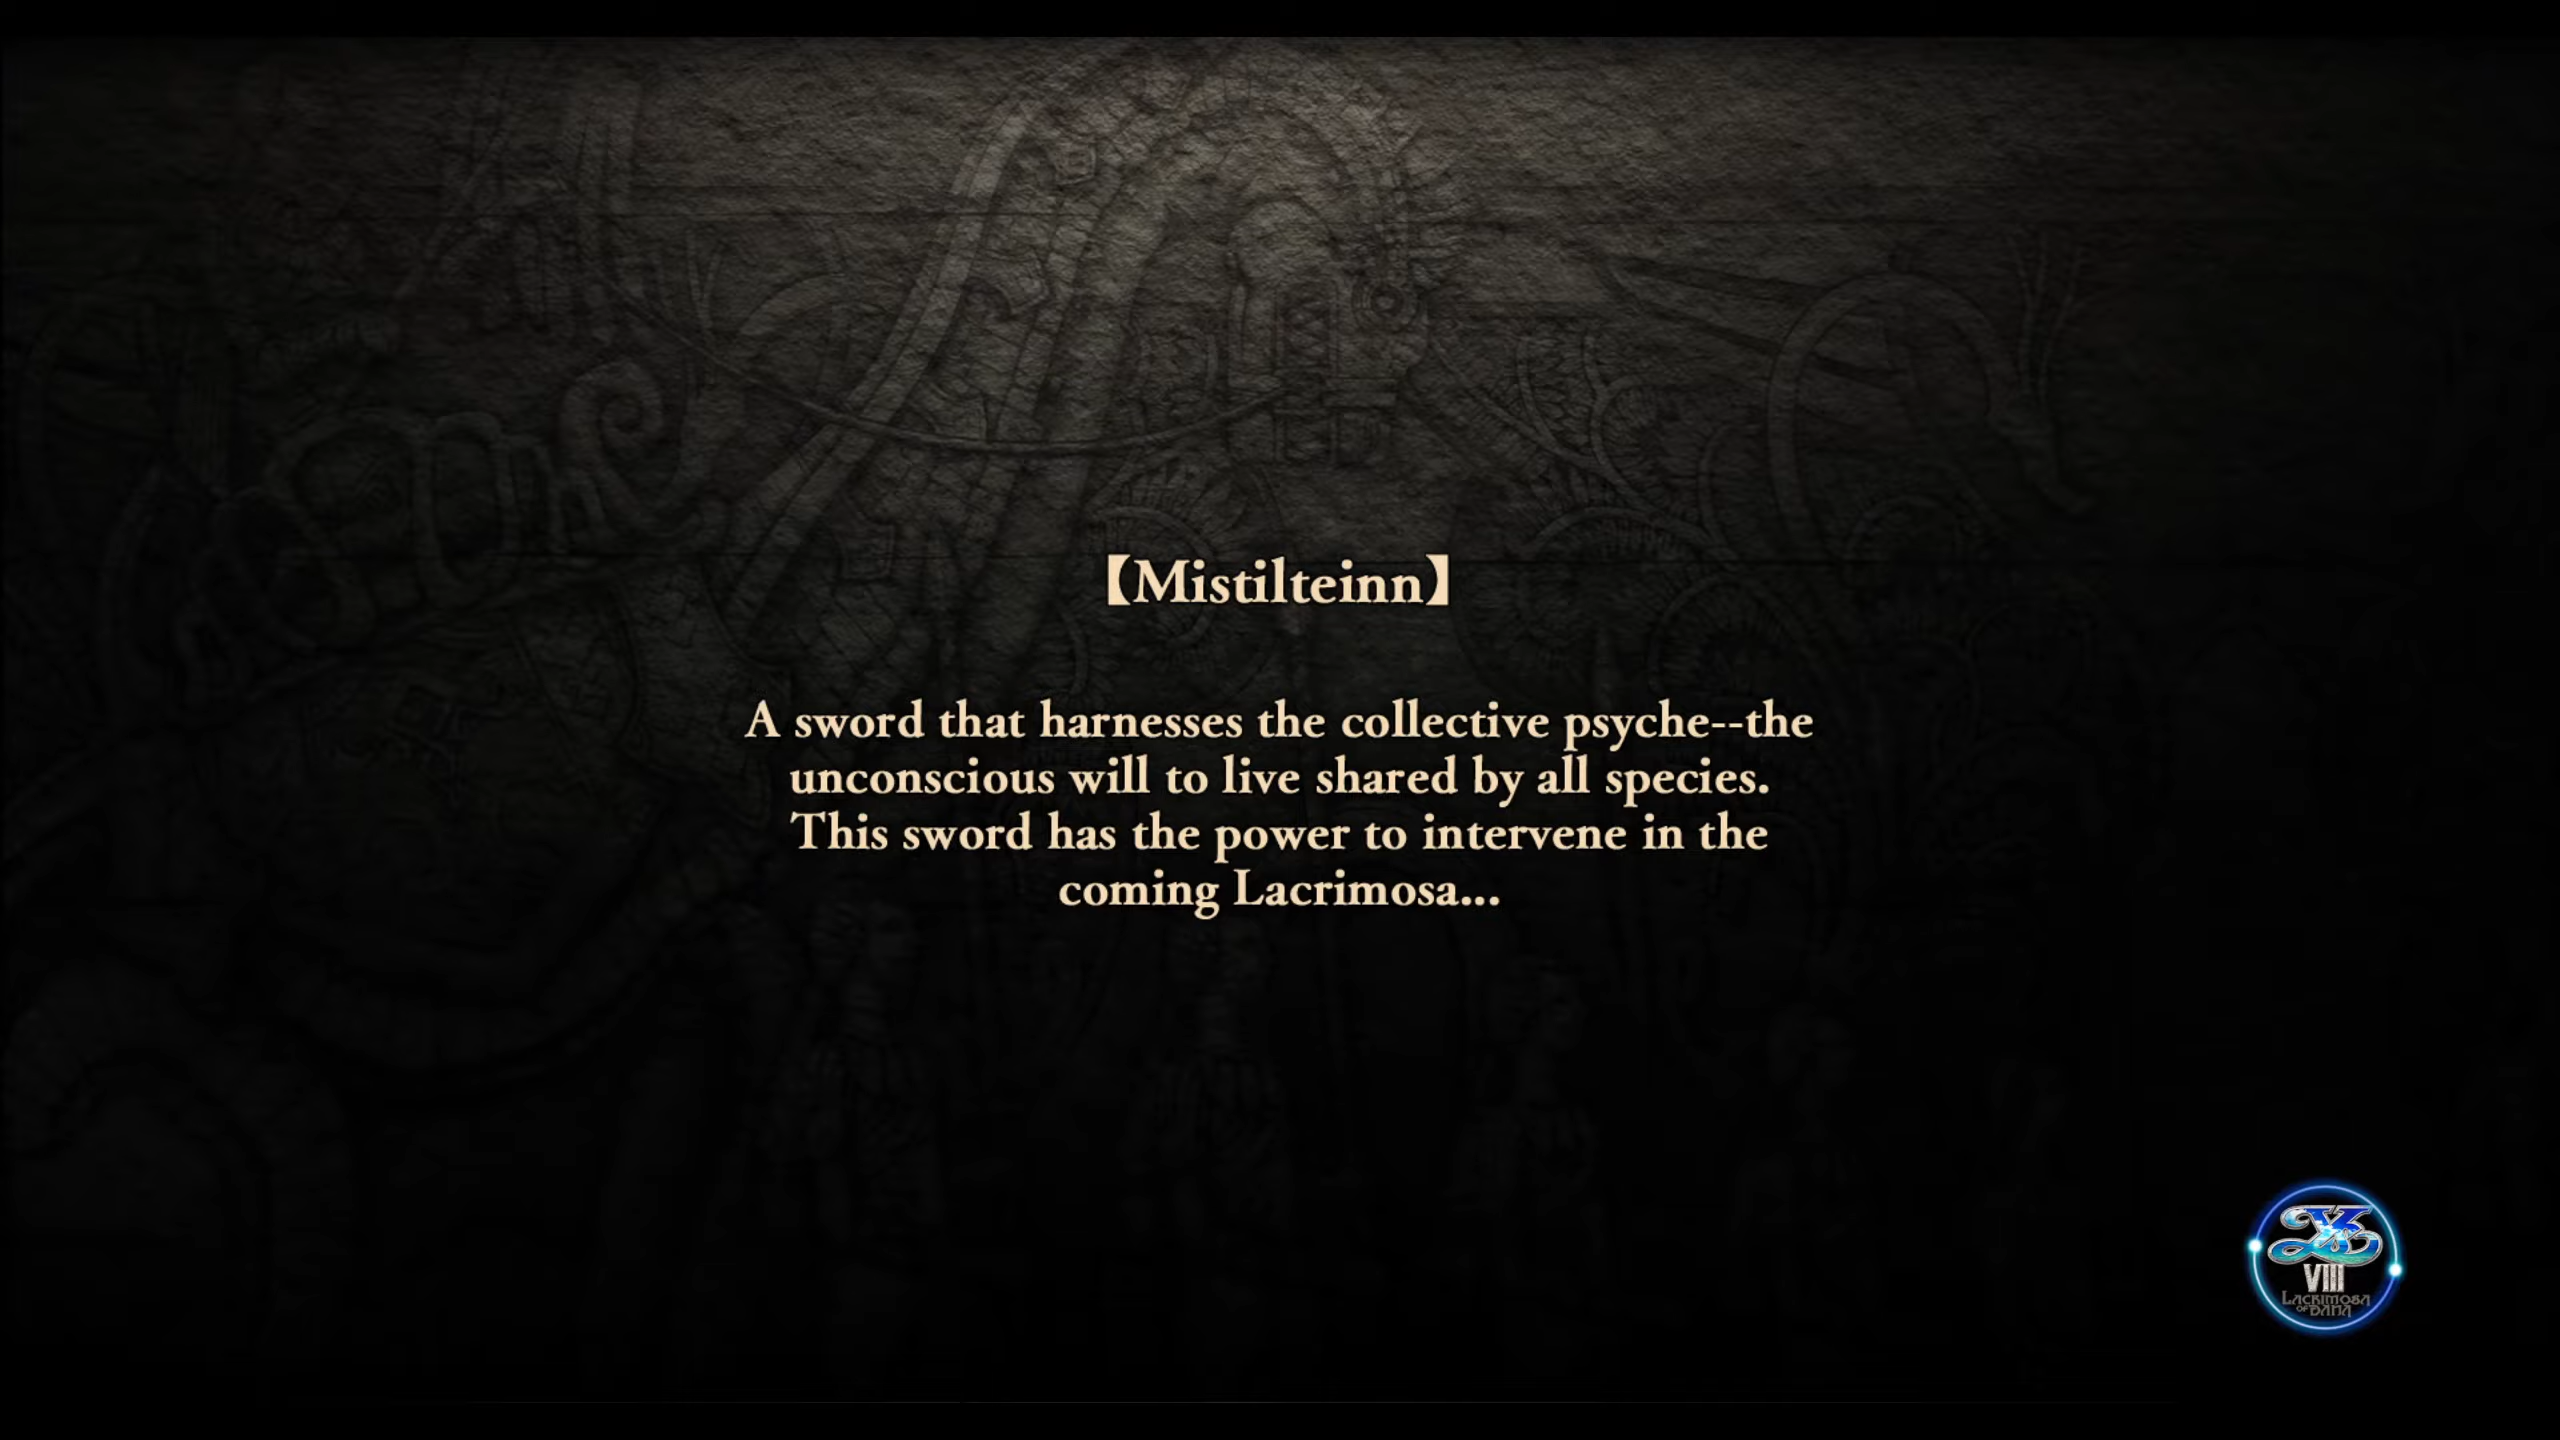 【Mistilteinn】
A sword that harnesses the collective psyche--the
unconscious will to live shared by all species.
This sword has the power to intervene in the
coming Lacrimosa...
Ys
VIII
LACRIMOSA
OF DANA